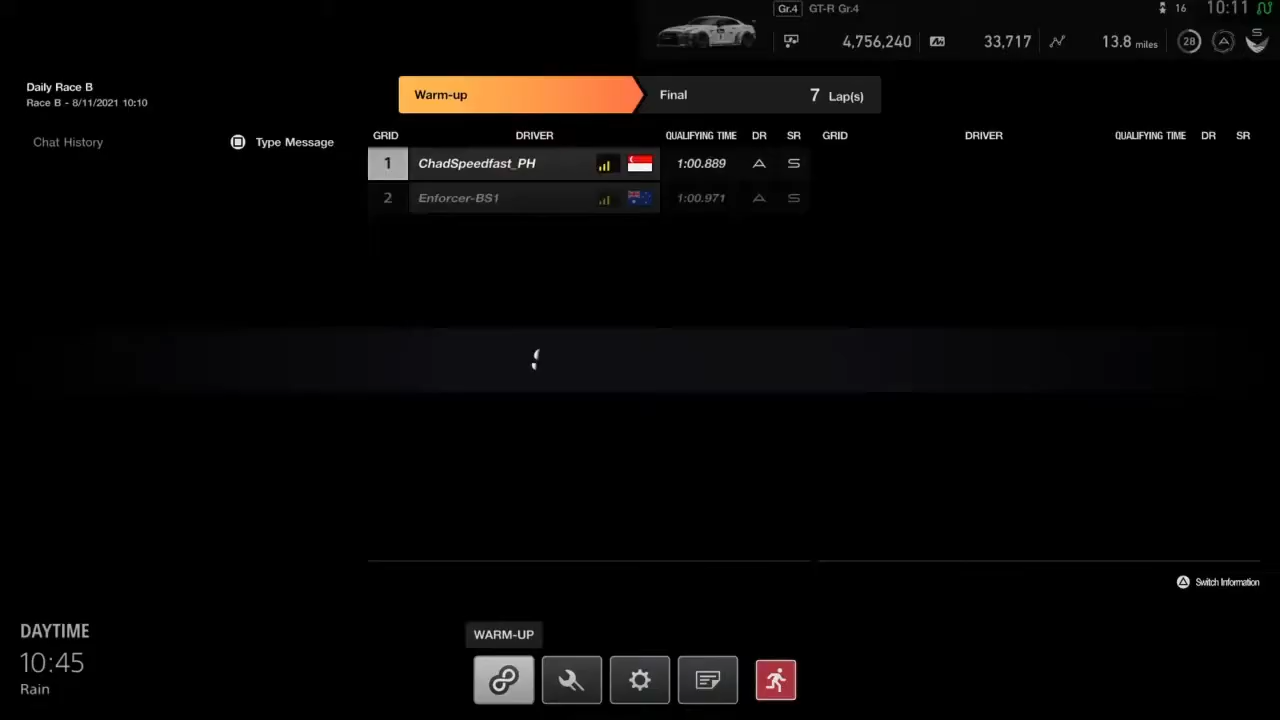 Gr.4 GT-R Gr.4 16 10:11
4,756,240 33,717 13.8 miles 28 A S
Daily Race B
Race B - 8/11/2021 10:10
Warm-up Final 7 Lap(s)
Chat History Type Message
GRID DRIVER QUALIFYING TIME DR SR GRID DRIVER QUALIFYING TIME DR SR
1 ChadSpeedfast_PH 1:00.889 A S
2 Enforcer-BS1 1:00.971 A S
Switch Information
DAYTIME
10:45
Rain
WARM-UP